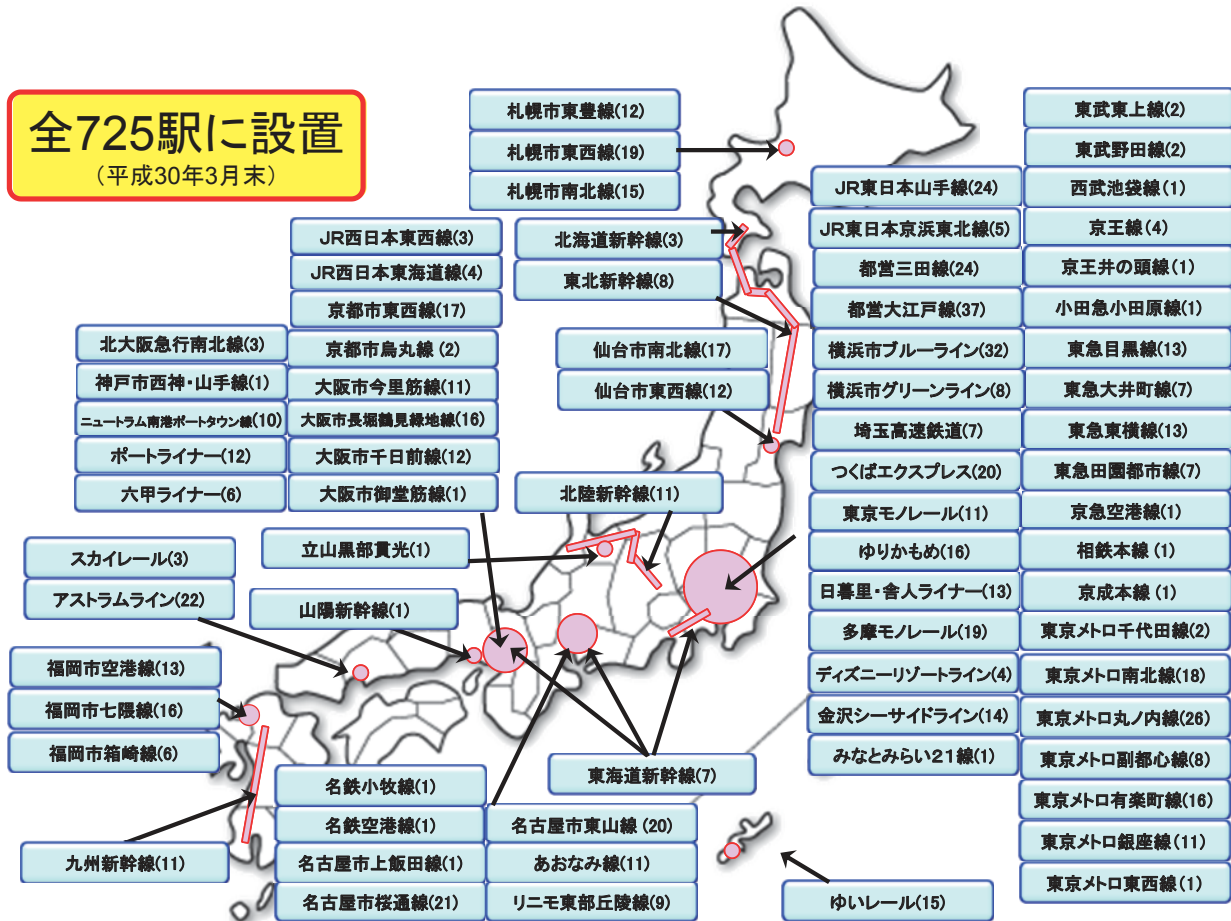 全725駅に設置
(平成30年3月末)
札幌市東豊線(12)
札幌市東西線(19)
札幌市南北線(15)
北海道新幹線(3)
東北新幹線(8)
仙台市南北線(17)
仙台市東西線(12)
北陸新幹線(11)
JR西日本東西線(3)
JR西日本東海道線(4)
京都市東西線(17)
京都市烏丸線(2)
大阪市今里筋線(11)
大阪市長堀鶴見緑地線(16)
大阪市千日前線(12)
大阪市御堂筋線(1)
北大阪急行南北線(3)
神戸市西神・山手線(1)
ニュートラム南港ポートタウン線(10)
ポートライナー(12)
六甲ライナー(6)
立山黒部貫光(1)
スカイレール(3)
アストラムライン(22)
山陽新幹線(1)
福岡市空港線(13)
福岡市七隈線(16)
福岡市箱崎線(6)
九州新幹線(11)
名鉄小牧線(1)
名鉄空港線(1)
名古屋市上飯田線(1)
名古屋市桜通線(21)
名古屋市東山線(20)
あおなみ線(11)
リニモ東部丘陵線(9)
東海道新幹線(7)
ゆいレール(15)
JR東日本山手線(24)
JR東日本京浜東北線(5)
都営三田線(24)
都営大江戸線(37)
横浜市ブルーライン(32)
横浜市グリーンライン(8)
埼玉高速鉄道(7)
つくばエクスプレス(20)
東京モノレール(11)
ゆりかもめ(16)
日暮里・舎人ライナー(13)
多摩モノレール(19)
ディズニーリゾートライン(4)
金沢シーサイドライン(14)
みなとみらい21線(1)
東武東上線(2)
東武野田線(2)
西武池袋線(1)
京王線(4)
京王井の頭線(1)
小田急小田原線(1)
東急目黒線(13)
東急大井町線(7)
東急東横線(13)
東急田園都市線(7)
京急空港線(1)
相鉄本線(1)
京成本線(1)
東京メトロ千代田線(2)
東京メトロ南北線(18)
東京メトロ丸ノ内線(26)
東京メトロ副都心線(8)
東京メトロ有楽町線(16)
東京メトロ銀座線(11)
東京メトロ東西線(1)